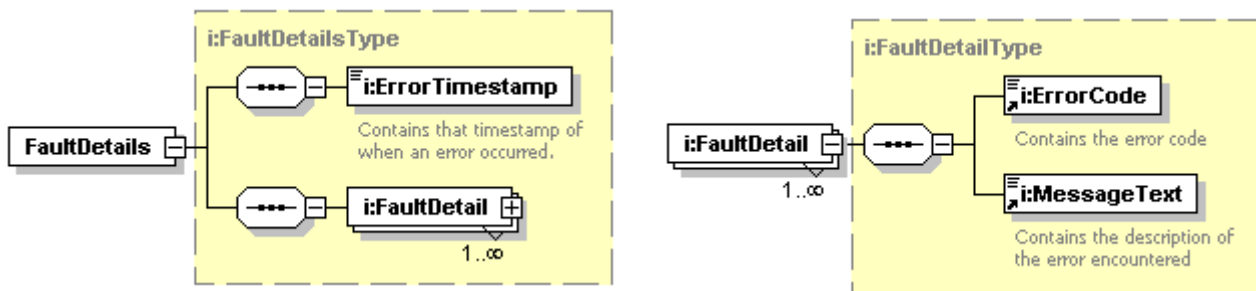 i:FaultDetailsType
i:ErrorTimestamp
Contains that timestamp of
when an error occurred.
FaultDetails
i:FaultDetail
1..∞
i:FaultDetailType
i:ErrorCode
Contains the error code
i:FaultDetail
1..∞
i:MessageText
Contains the description of
the error encountered